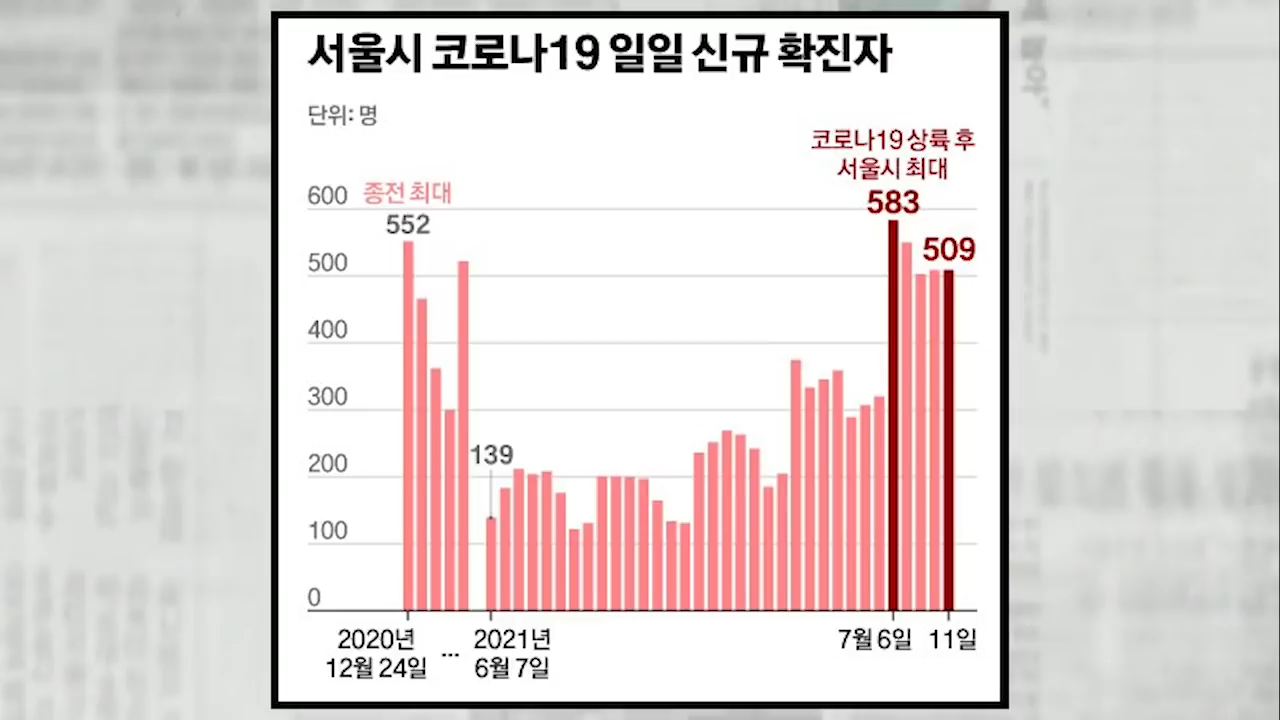 서울시 코로나19 일일 신규 확진자
단위: 명
코로나19 상륙 후
서울시 최대
583
종전 최대
552
509
139
600
500
400
300
200
100
0
2020년
12월 24일
...
2021년
6월 7일
7월 6일
11일